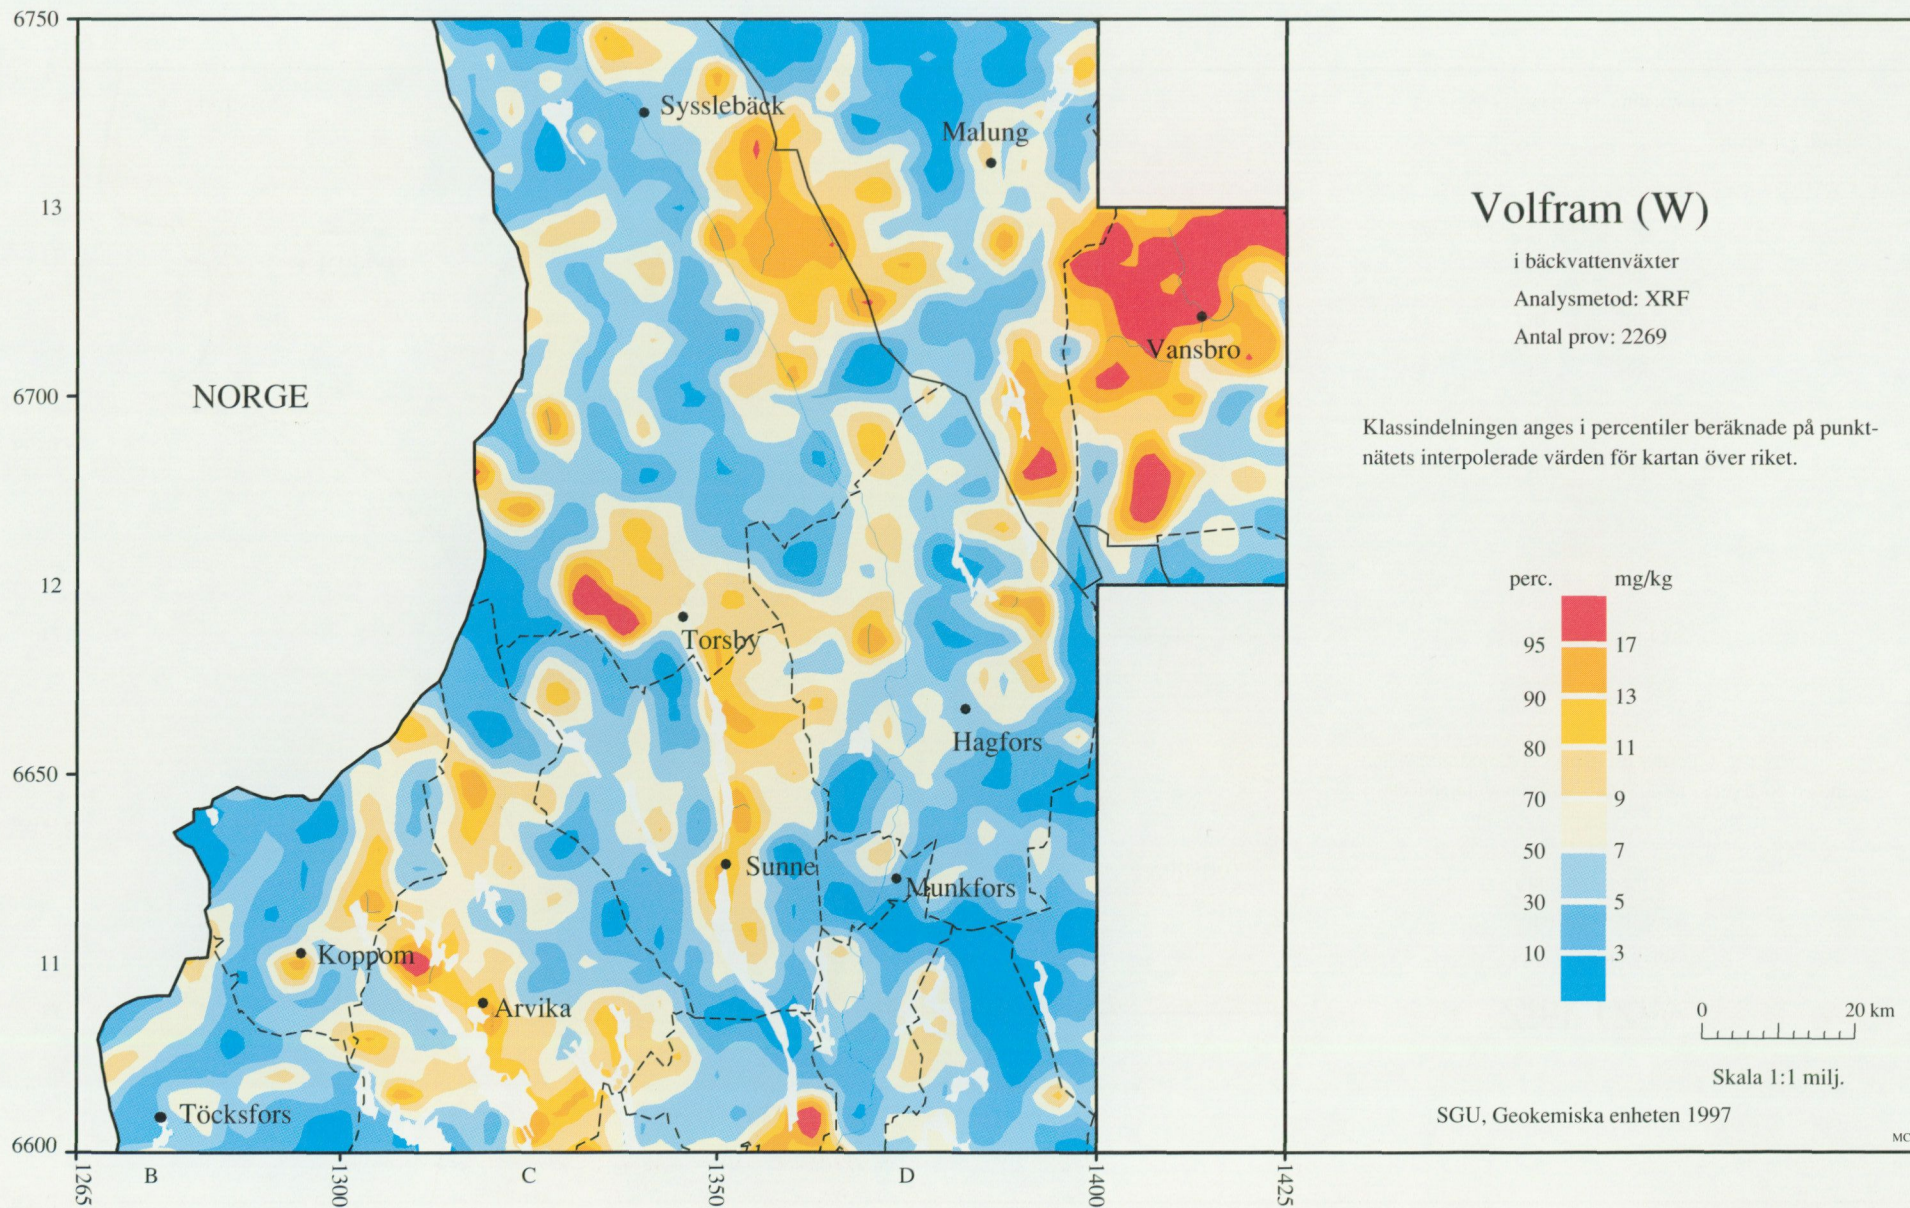 6750
13
6700
12
6650
11
6600
1265
B
1300
C
1350
D
1400
1425
NORGE
Sysslebäck
Malung
Vansbro
Torsby
Hagfors
Sunne
Munkfors
Koppom
Arvika
Töcksfors
Volfram (W)
i bäckvattenväxter
Analysmetod: XRF
Antal prov: 2269
Klassindelningen anges i percentiler beräknade på punkt-
nätets interpolerade värden för kartan över riket.
perc. mg/kg
95 17
90 13
80 11
70 9
50 7
30 5
10 3
0 20 km
Skala 1:1 milj.
SGU, Geokemiska enheten 1997
MC